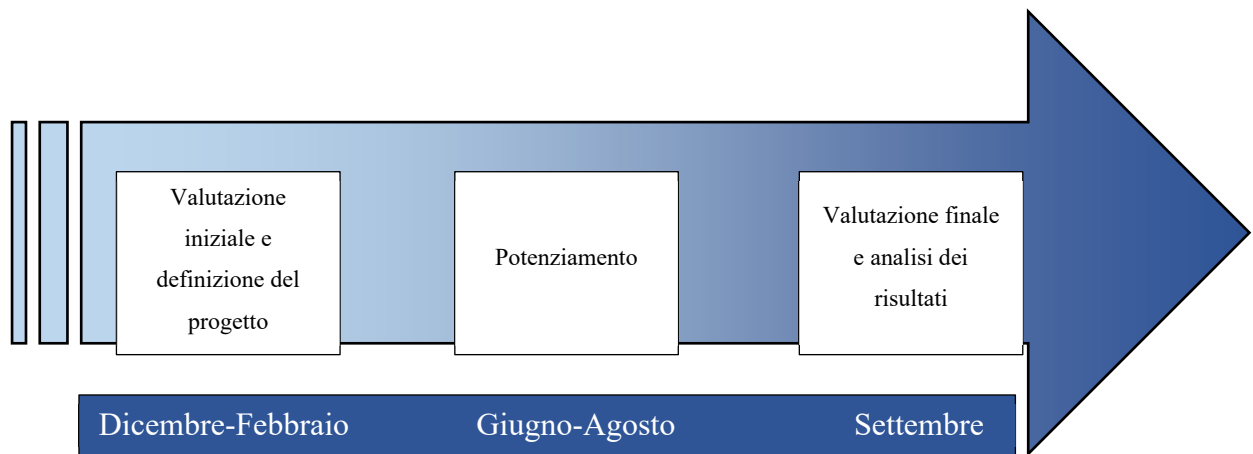 Valutazione
iniziale e
definizione del
progetto
Potenziamento
Valutazione finale
e analisi dei
risultati
Dicembre-Febbraio
Giugno-Agosto
Settembre